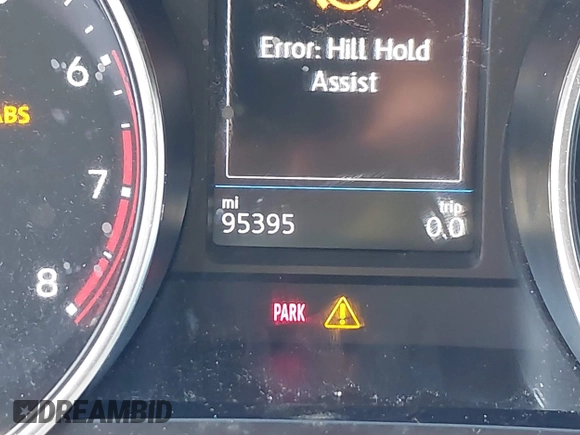 Error: Hill Hold
Assist
6
ABS
7
mi
trip
95395
0.0
8
PARK
DREAMBID